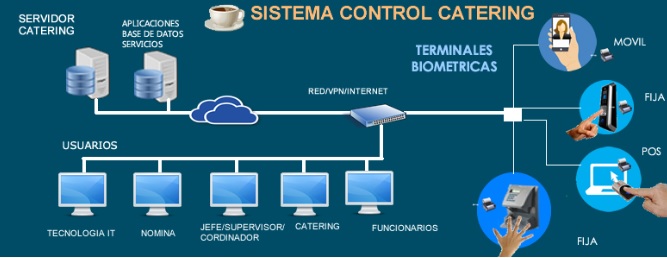 SISTEMA CONTROL CATERING
SERVIDOR
CATERING
APLICACIONES
BASE DE DATOS
SERVICIOS
TERMINALES
BIOMETRICAS
MOVIL
RED/VPN/INTERNET
FIJA
USUARIOS
POS
TECNOLOGIA IT
NOMINA
JEFE/SUPERVISOR/
CORDINADOR
CATERING
FUNCIONARIOS
FIJA